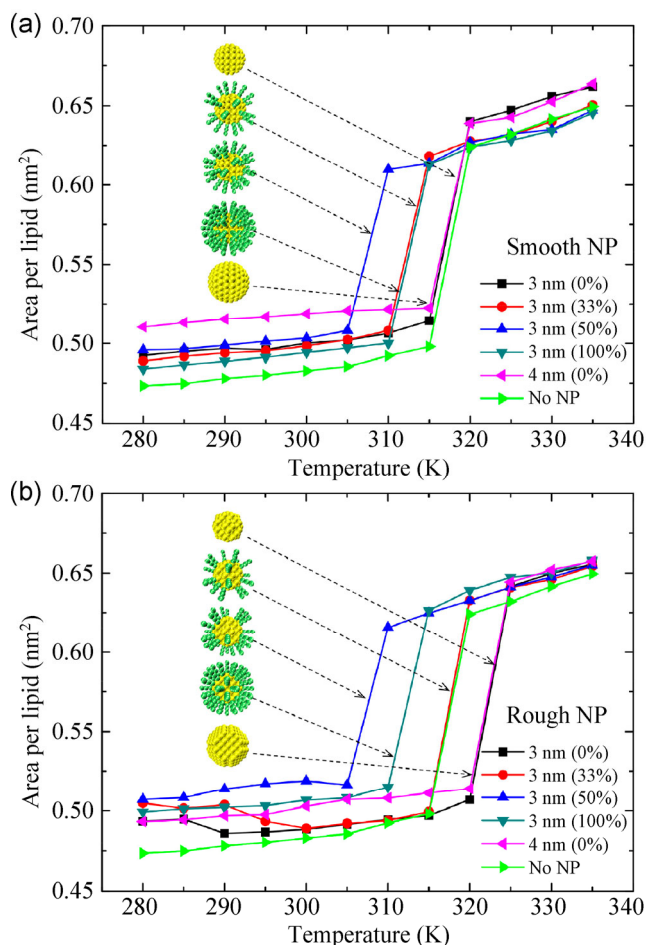 (a)
0.70
0.65
0.60
0.55
0.50
0.45
Area per lipid (nm²)
Smooth NP
3 nm (0%)
3 nm (33%)
3 nm (50%)
3 nm (100%)
4 nm (0%)
No NP
280 290 300 310 320 330 340
Temperature (K)
(b)
0.70
0.65
0.60
0.55
0.50
0.45
Area per lipid (nm²)
Rough NP
3 nm (0%)
3 nm (33%)
3 nm (50%)
3 nm (100%)
4 nm (0%)
No NP
280 290 300 310 320 330 340
Temperature (K)